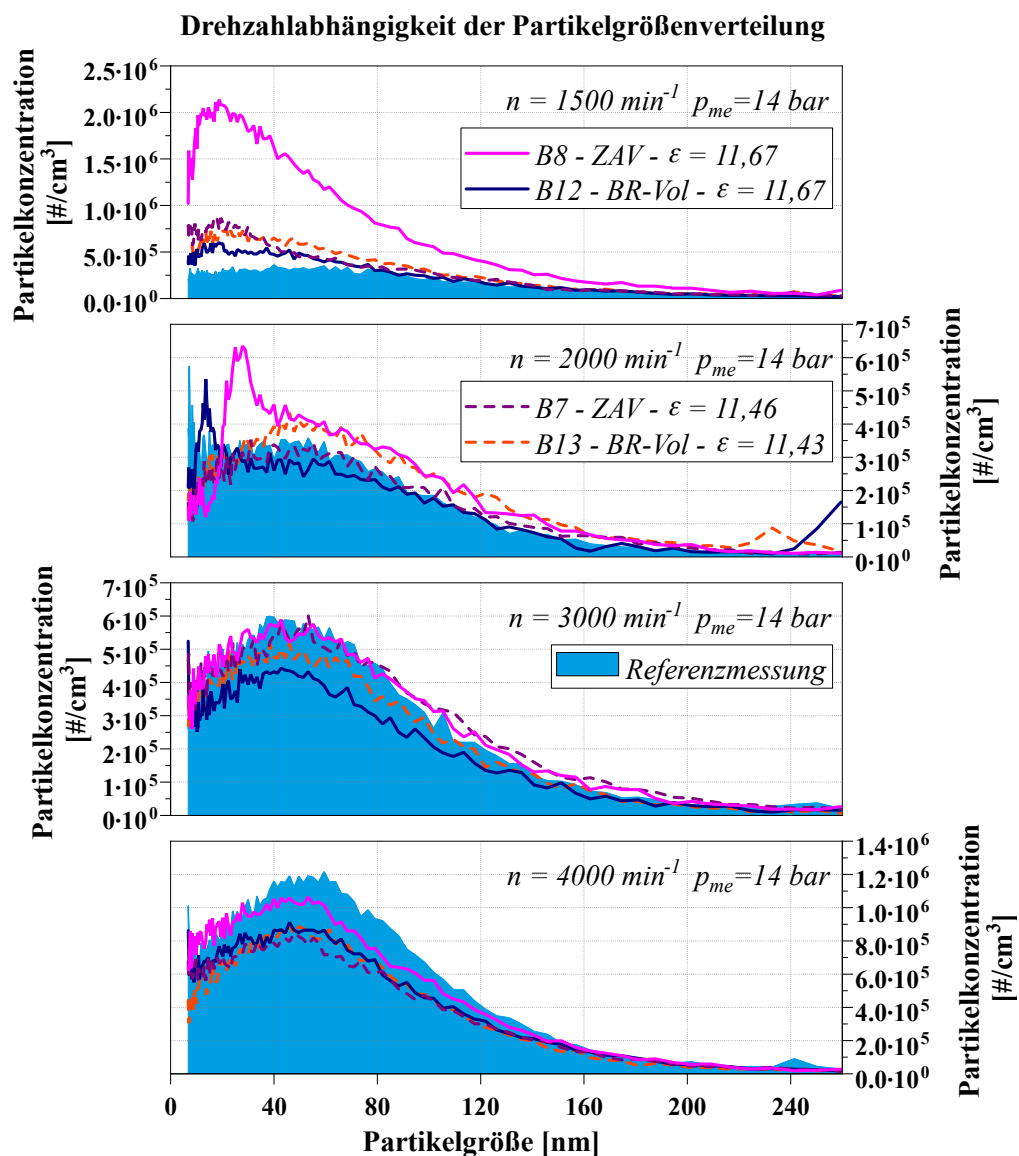 Drehzahlabhängigkeit der Partikelgrößenverteilung
Partikelkonzentration
[#/cm³]
2.5·10⁶
2.0·10⁶
1.5·10⁶
1.0·10⁶
5.0·10⁵
0.0·10⁰
n = 1500 min⁻¹ pₘₑ=14 bar
B8 - ZAV - ε = 11,67
B12 - BR-Vol - ε = 11,67
n = 2000 min⁻¹ pₘₑ=14 bar
B7 - ZAV - ε = 11,46
B13 - BR-Vol - ε = 11,43
7·10⁵
6·10⁵
5·10⁵
4·10⁵
3·10⁵
2·10⁵
1·10⁵
0·10⁰
Partikelkonzentration
[#/cm³]
Partikelkonzentration
[#/cm³]
7·10⁵
6·10⁵
5·10⁵
4·10⁵
3·10⁵
2·10⁵
1·10⁵
0·10⁰
n = 3000 min⁻¹ pₘₑ=14 bar
Referenzmessung
n = 4000 min⁻¹ pₘₑ=14 bar
1.4·10⁶
1.2·10⁶
1.0·10⁶
8.0·10⁵
6.0·10⁵
4.0·10⁵
2.0·10⁵
0.0·10⁰
Partikelkonzentration
[#/cm³]
0 40 80 120 160 200 240
Partikelgröße [nm]